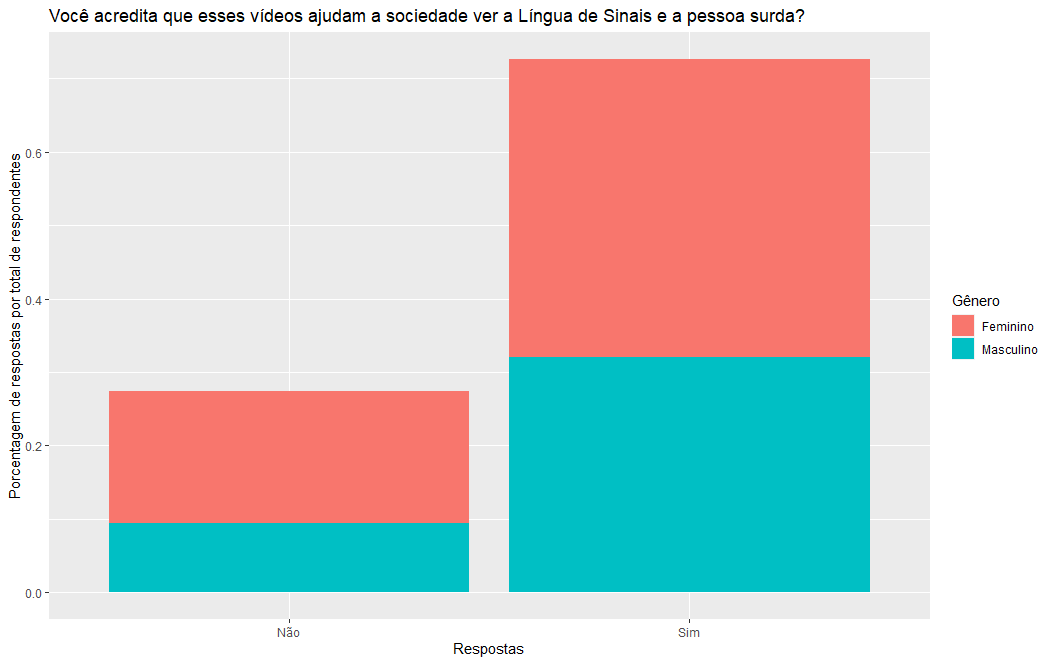 Você acredita que esses vídeos ajudam a sociedade ver a Língua de Sinais e a pessoa surda?
Porcentagem de respostas por total de respondentes
0.6
0.4
0.2
0.0
Não
Sim
Respostas
Gênero
Feminino
Masculino